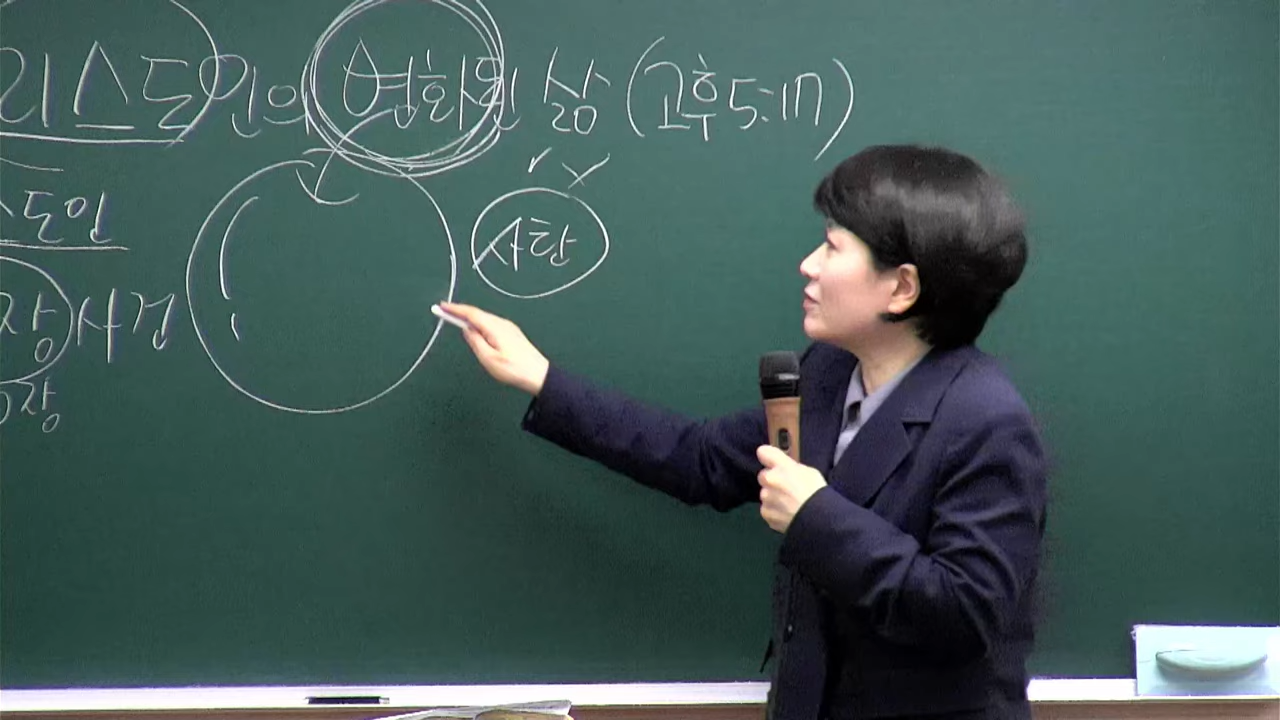 리스도인의 변화된 삶 (고후 5:17)
스도인
사탄
장 사건
장